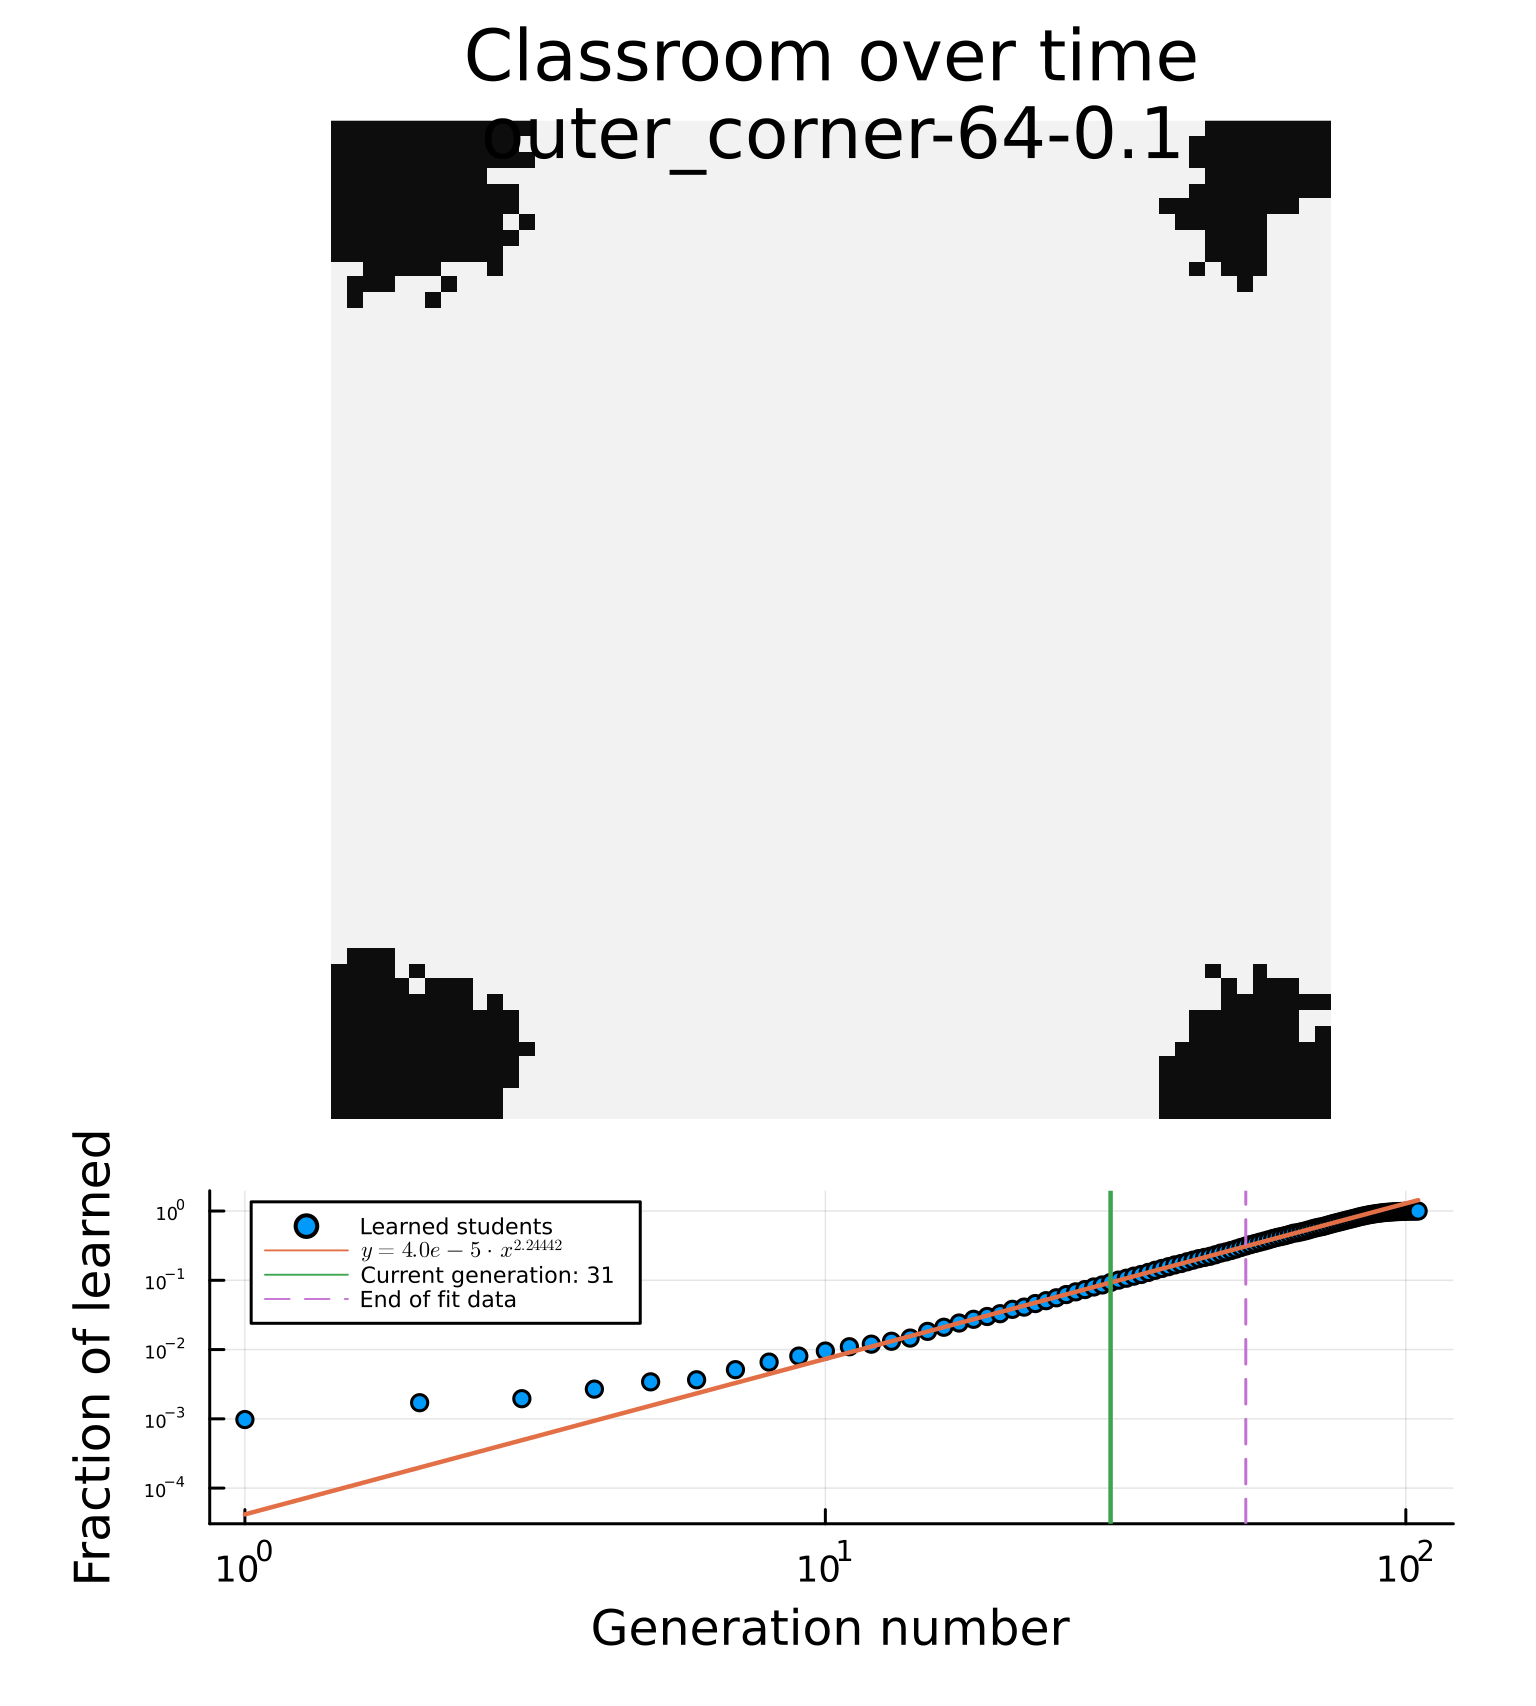 Classroom over time
outer_corner-64-0.1
Fraction of learned
10⁰
10⁻¹
10⁻²
10⁻³
10⁻⁴
Learned students
y = 4.0e − 5 · x^2.24442
Current generation: 31
End of fit data
10⁰
10¹
10²
Generation number